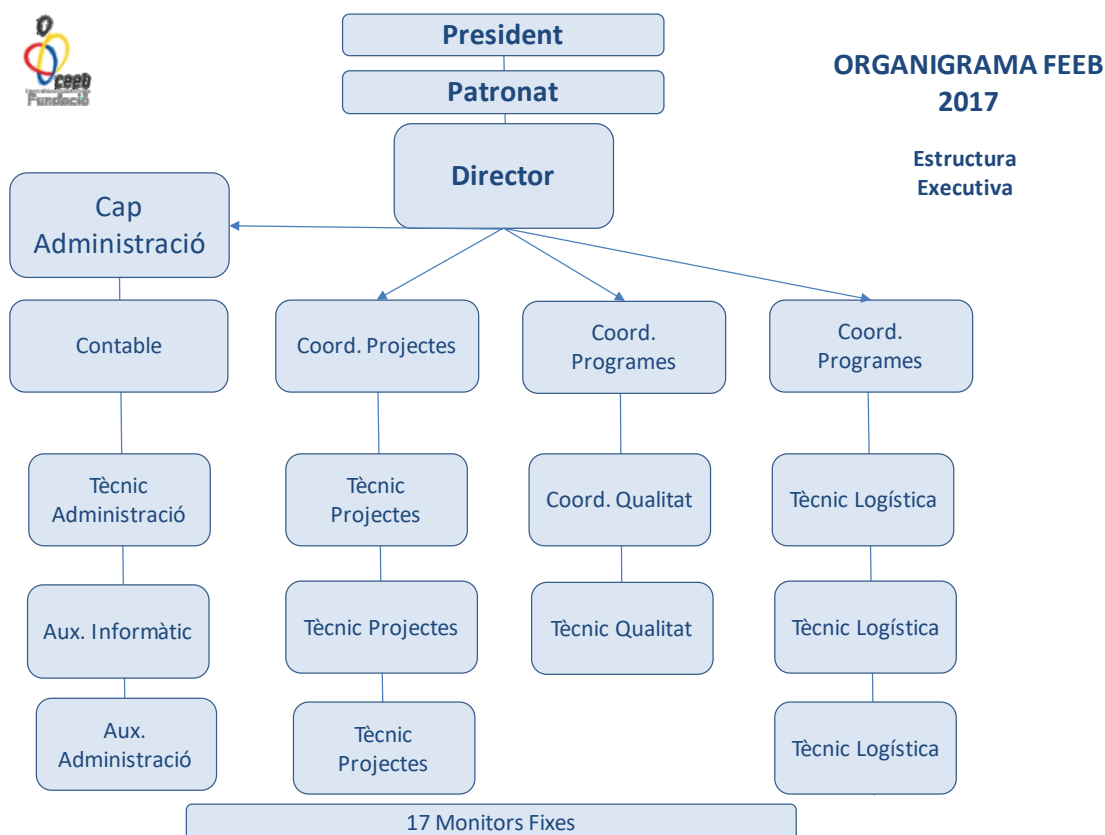 ceeb
Fundació
President
Patronat
Director
ORGANIGRAMA FEEB
2017
Estructura
Executiva
Cap
Administració
Contable
Coord. Projectes
Coord.
Programes
Coord.
Programes
Tècnic
Administració
Tècnic
Projectes
Coord. Qualitat
Tècnic Logística
Aux. Informàtic
Tècnic Projectes
Tècnic Qualitat
Tècnic Logística
Aux.
Administració
Tècnic
Projectes
Tècnic Logística
17 Monitors Fixes